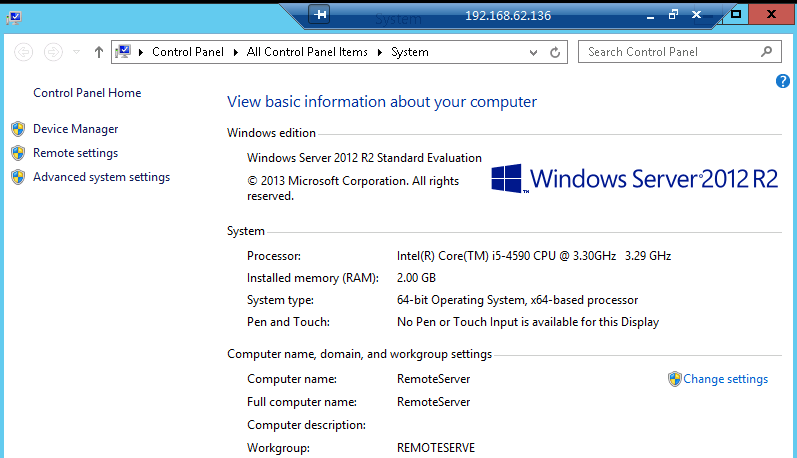 System
192.168.62.136
Control Panel All Control Panel Items System
Search Control Panel
Control Panel Home
Device Manager
Remote settings
Advanced system settings
View basic information about your computer
Windows edition
Windows Server 2012 R2 Standard Evaluation
© 2013 Microsoft Corporation. All rights
reserved.
Windows Server 2012 R2
System
Processor: Intel(R) Core(TM) i5-4590 CPU @ 3.30GHz 3.29 GHz
Installed memory (RAM): 2.00 GB
System type: 64-bit Operating System, x64-based processor
Pen and Touch: No Pen or Touch Input is available for this Display
Computer name, domain, and workgroup settings
Computer name: RemoteServer
Change settings
Full computer name: RemoteServer
Computer description:
Workgroup: REMOTESERVE